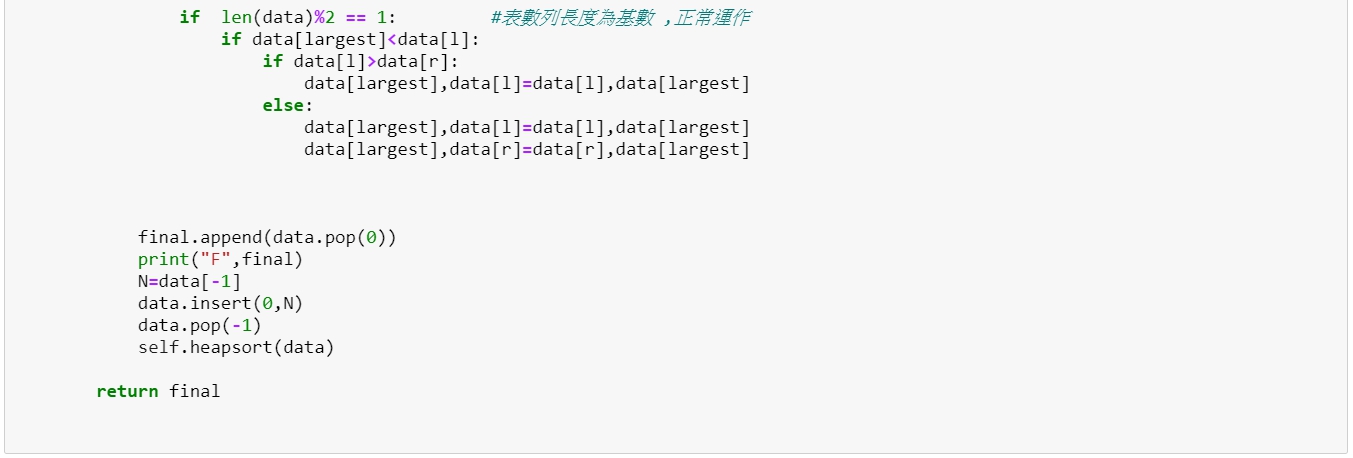 if  len(data)%2 == 1:         #表數列長度為基數 ,正常運作
    if data[largest]<data[l]:
        if data[l]>data[r]:
            data[largest],data[l]=data[l],data[largest]
        else:
            data[largest],data[l]=data[l],data[largest]
            data[largest],data[r]=data[r],data[largest]
final.append(data.pop(0))
print("F",final)
N=data[-1]
data.insert(0,N)
data.pop(-1)
self.heapsort(data)
return final